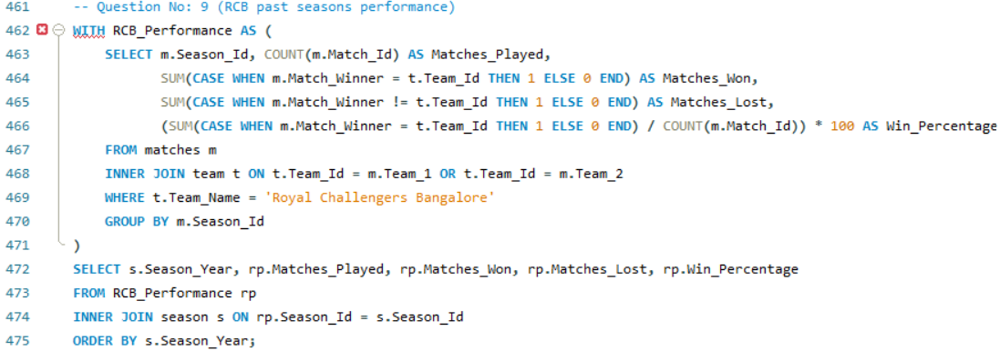 461 -- Question No: 9 (RCB past seasons performance)
462 WITH RCB_Performance AS (
463 SELECT m.Season_Id, COUNT(m.Match_Id) AS Matches_Played,
464 SUM(CASE WHEN m.Match_Winner = t.Team_Id THEN 1 ELSE 0 END) AS Matches_Won,
465 SUM(CASE WHEN m.Match_Winner != t.Team_Id THEN 1 ELSE 0 END) AS Matches_Lost,
466 (SUM(CASE WHEN m.Match_Winner = t.Team_Id THEN 1 ELSE 0 END) / COUNT(m.Match_Id)) * 100 AS Win_Percentage
467 FROM matches m
468 INNER JOIN team t ON t.Team_Id = m.Team_1 OR t.Team_Id = m.Team_2
469 WHERE t.Team_Name = 'Royal Challengers Bangalore'
470 GROUP BY m.Season_Id
471 )
472 SELECT s.Season_Year, rp.Matches_Played, rp.Matches_Won, rp.Matches_Lost, rp.Win_Percentage
473 FROM RCB_Performance rp
474 INNER JOIN season s ON rp.Season_Id = s.Season_Id
475 ORDER BY s.Season_Year;